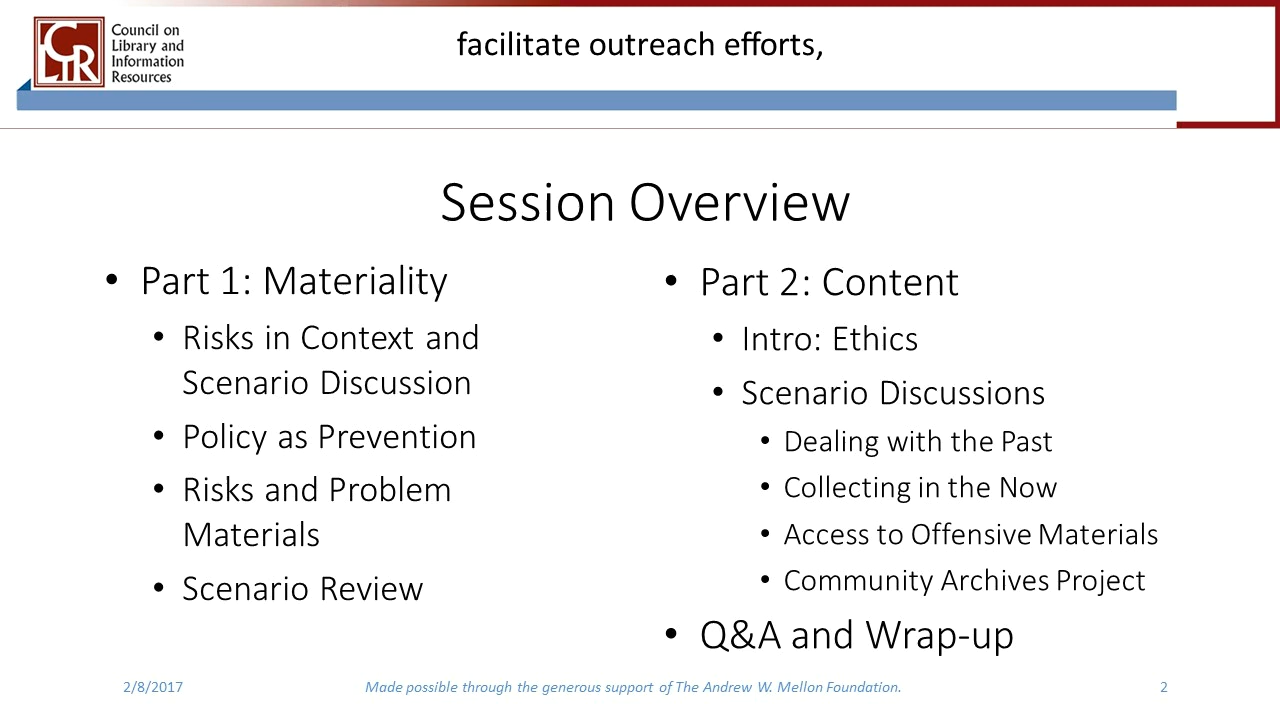 CLIR
Council on
Library and
Information
Resources
facilitate outreach efforts,
Session Overview
• Part 1: Materiality
• Risks in Context and
Scenario Discussion
• Policy as Prevention
• Risks and Problem
Materials
• Scenario Review
• Part 2: Content
• Intro: Ethics
• Scenario Discussions
• Dealing with the Past
• Collecting in the Now
• Access to Offensive Materials
• Community Archives Project
• Q&A and Wrap-up
2/8/2017
Made possible through the generous support of The Andrew W. Mellon Foundation.
2